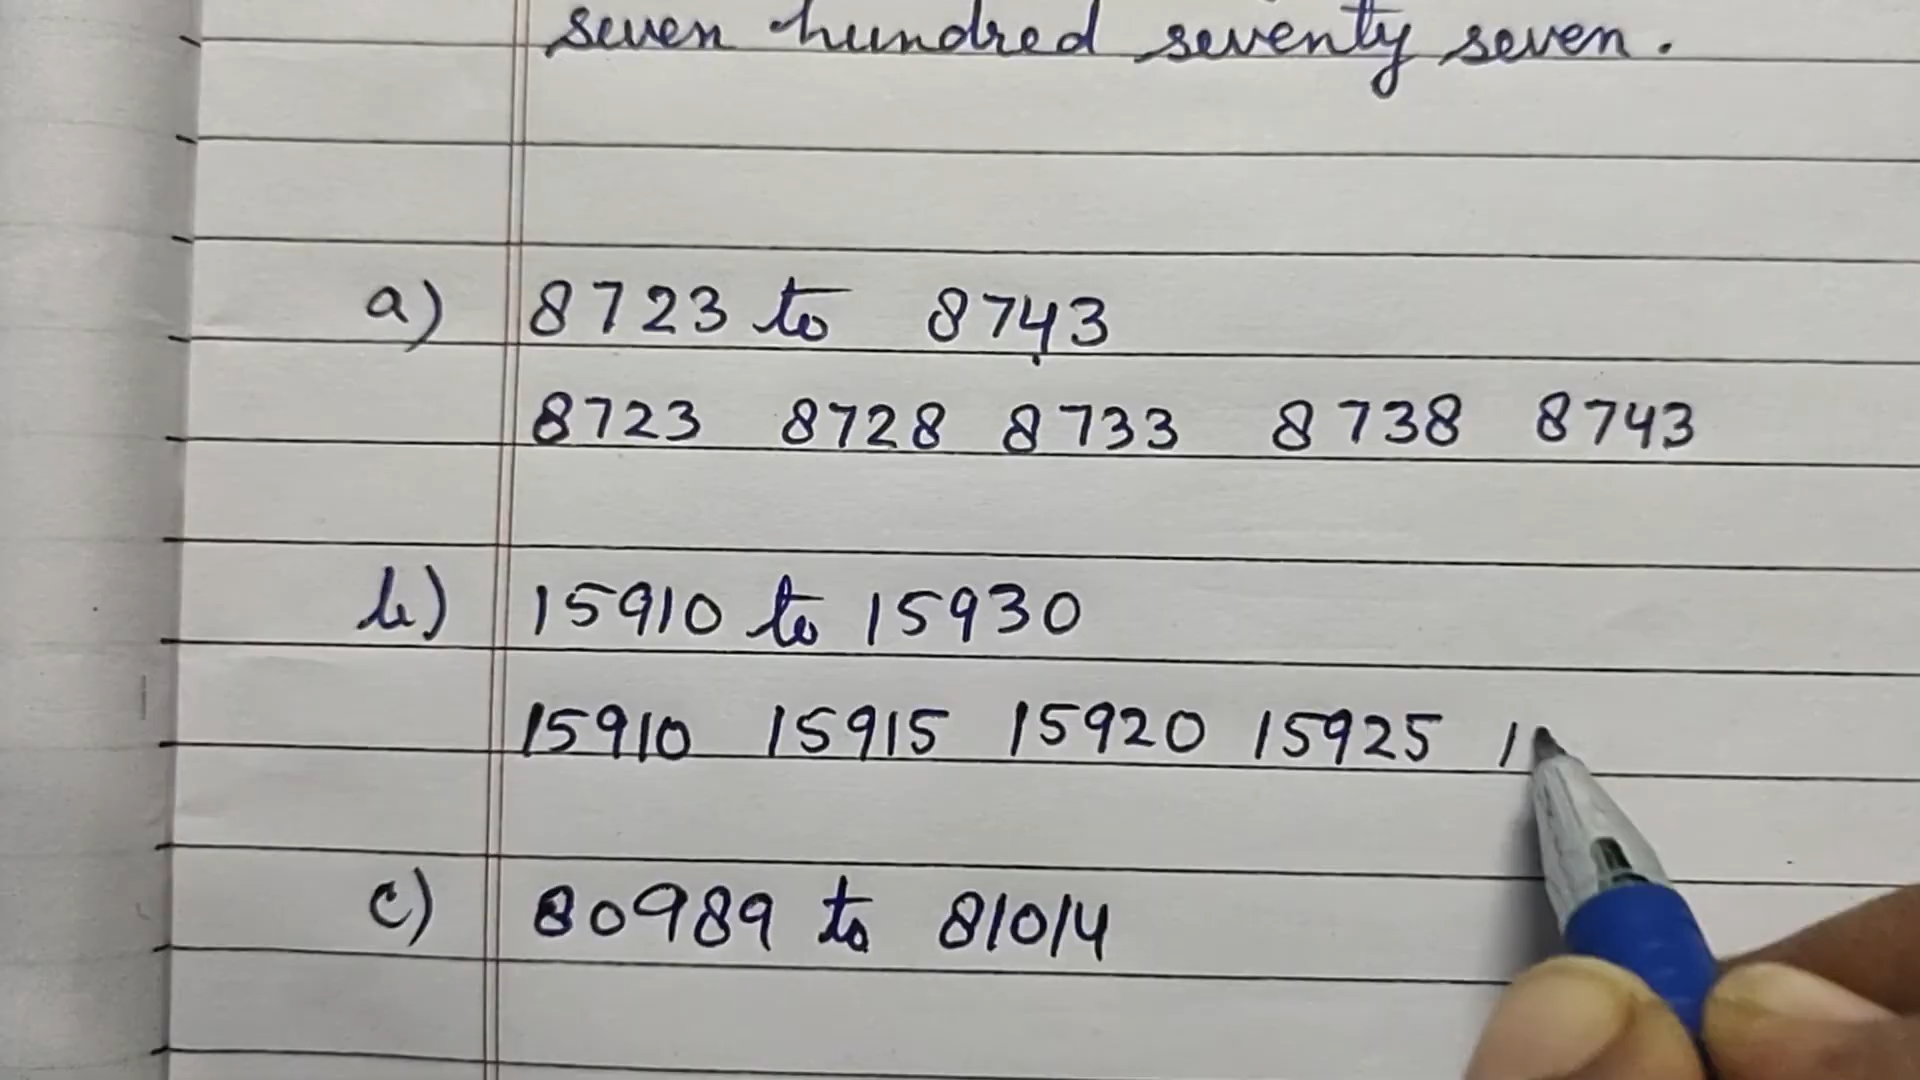 seven hundred seventy seven.
a) 8723 to 8743
8723 8728 8733 8738 8743
b) 15910 to 15930
15910 15915 15920 15925 1
c) 80989 to 81014